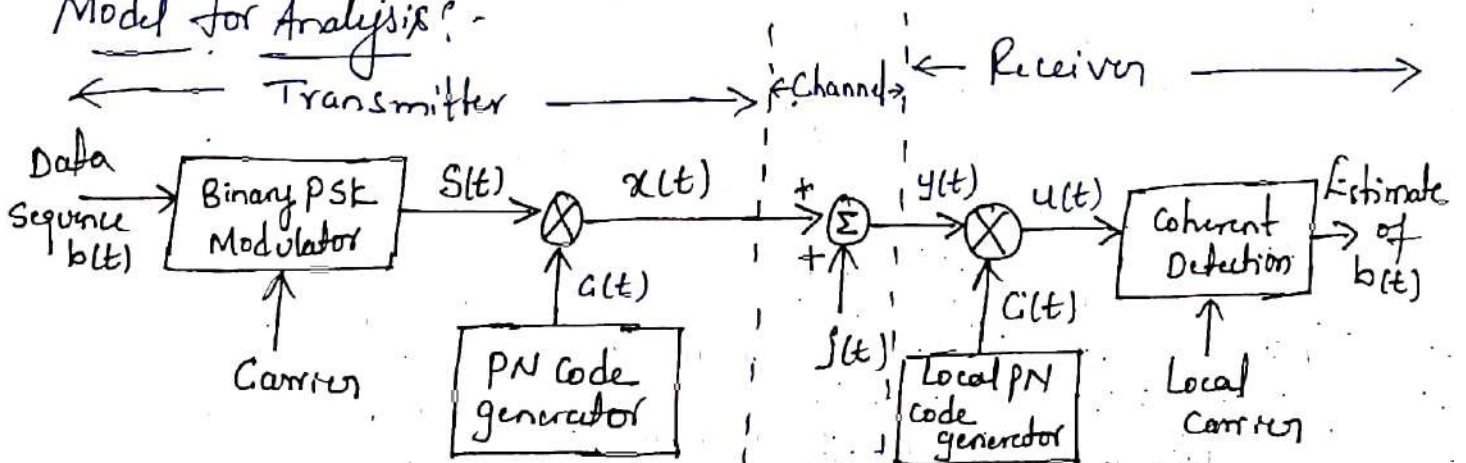 Model for Analysis:-
Transmitter
Channel
Receiver
Data
Sequnce
b(t)
Binary PSK
Modulator
S(t)
x(t)
y(t)
u(t)
Coherent
Detection
Estimate
of
b(t)
Carrier
C(t)
PN Code
generator
+
+
Σ
j(t)
C(t)
Local PN
code
generator
Local
Carrier